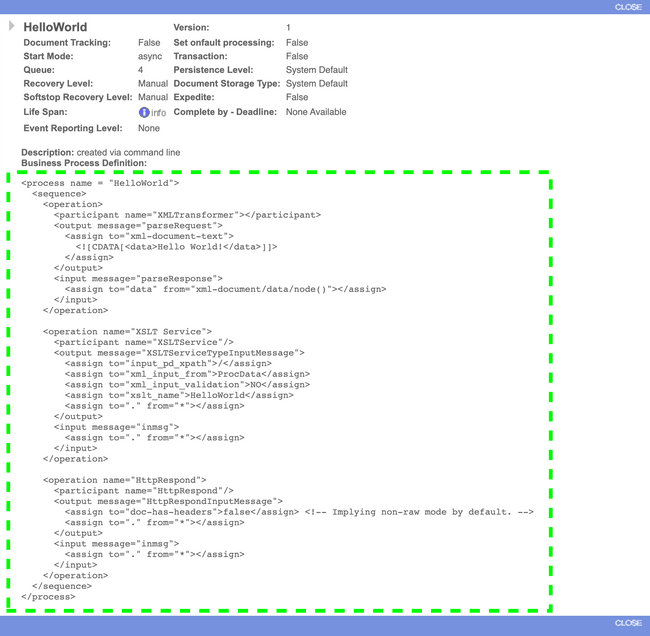 CLOSE
HelloWorld Version: 1
Document Tracking: False Set onfault processing: False
Start Mode: async Transaction: False
Queue: 4 Persistence Level: System Default
Recovery Level: Manual Document Storage Type: System Default
Softstop Recovery Level: Manual Expedite: False
Life Span: info Complete by - Deadline: None Available
Event Reporting Level: None
Description: created via command line
Business Process Definition:
<process name = "HelloWorld">
  <sequence>
    <operation>
      <participant name="XMLTransformer"></participant>
      <output message="parseRequest">
        <assign to="xml-document-text">
          <![CDATA[<data>Hello World!</data>]]>
        </assign>
      </output>
      <input message="parseResponse">
        <assign to="data" from="xml-document/data/node()"></assign>
      </input>
    </operation>

    <operation name="XSLT Service">
      <participant name="XSLTService"/>
      <output message="XSLTServiceTypeInputMessage">
        <assign to="input_pd_xpath">/</assign>
        <assign to="xml_input_from">ProcData</assign>
        <assign to="xml_input_validation">NO</assign>
        <assign to="xslt_name">HelloWorld</assign>
        <assign to="." from="*"></assign>
      </output>
      <input message="inmsg">
        <assign to="." from="*"></assign>
      </input>
    </operation>

    <operation name="HttpRespond">
      <participant name="HttpRespond"/>
      <output message="HttpRespondInputMessage">
        <assign to="doc-has-headers">false</assign> <!-- Implying non-raw mode by default. -->
        <assign to="." from="*"></assign>
      </output>
      <input message="inmsg">
        <assign to="." from="*"></assign>
      </input>
    </operation>
  </sequence>
</process>
CLOSE